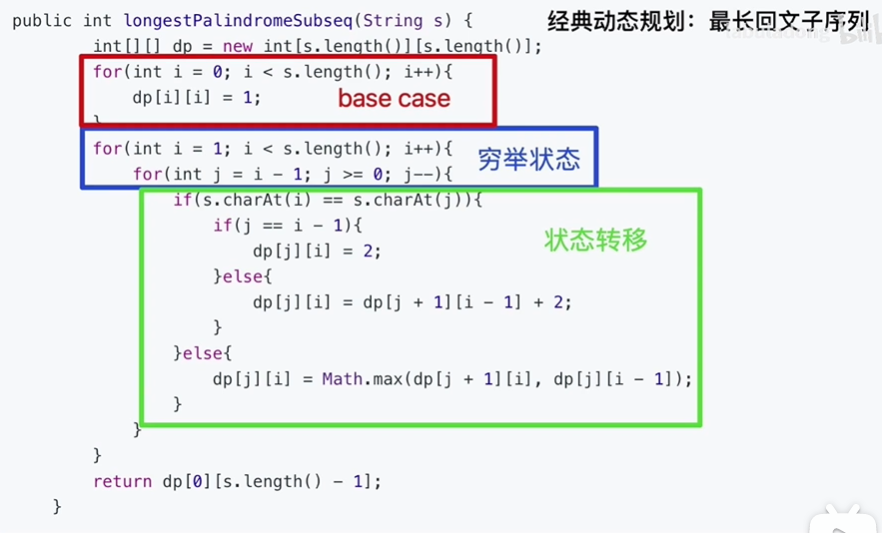 public int longestPalindromeSubseq(String s) { 经典动态规划：最长回文子序列
int[][] dp = new int[s.length()][s.length()];
for(int i = 0; i < s.length(); i++){
dp[i][i] = 1; base case
}
for(int i = 1; i < s.length(); i++){ 穷举状态
for(int j = i - 1; j >= 0; j--){
if(s.charAt(i) == s.charAt(j)){
if(j == i - 1){ 状态转移
dp[j][i] = 2;
}else{
dp[j][i] = dp[j + 1][i - 1] + 2;
}
}else{
dp[j][i] = Math.max(dp[j + 1][i], dp[j][i - 1]);
}
}
}
return dp[0][s.length() - 1];
}